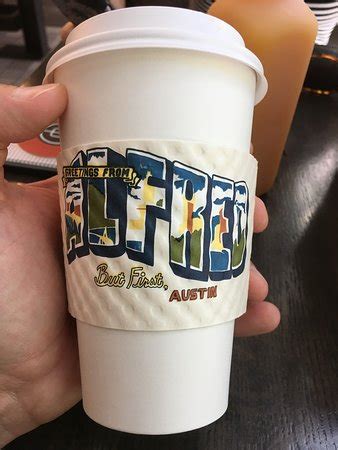 GREETINGS FROM
ALFRED
But First,
AUSTIN